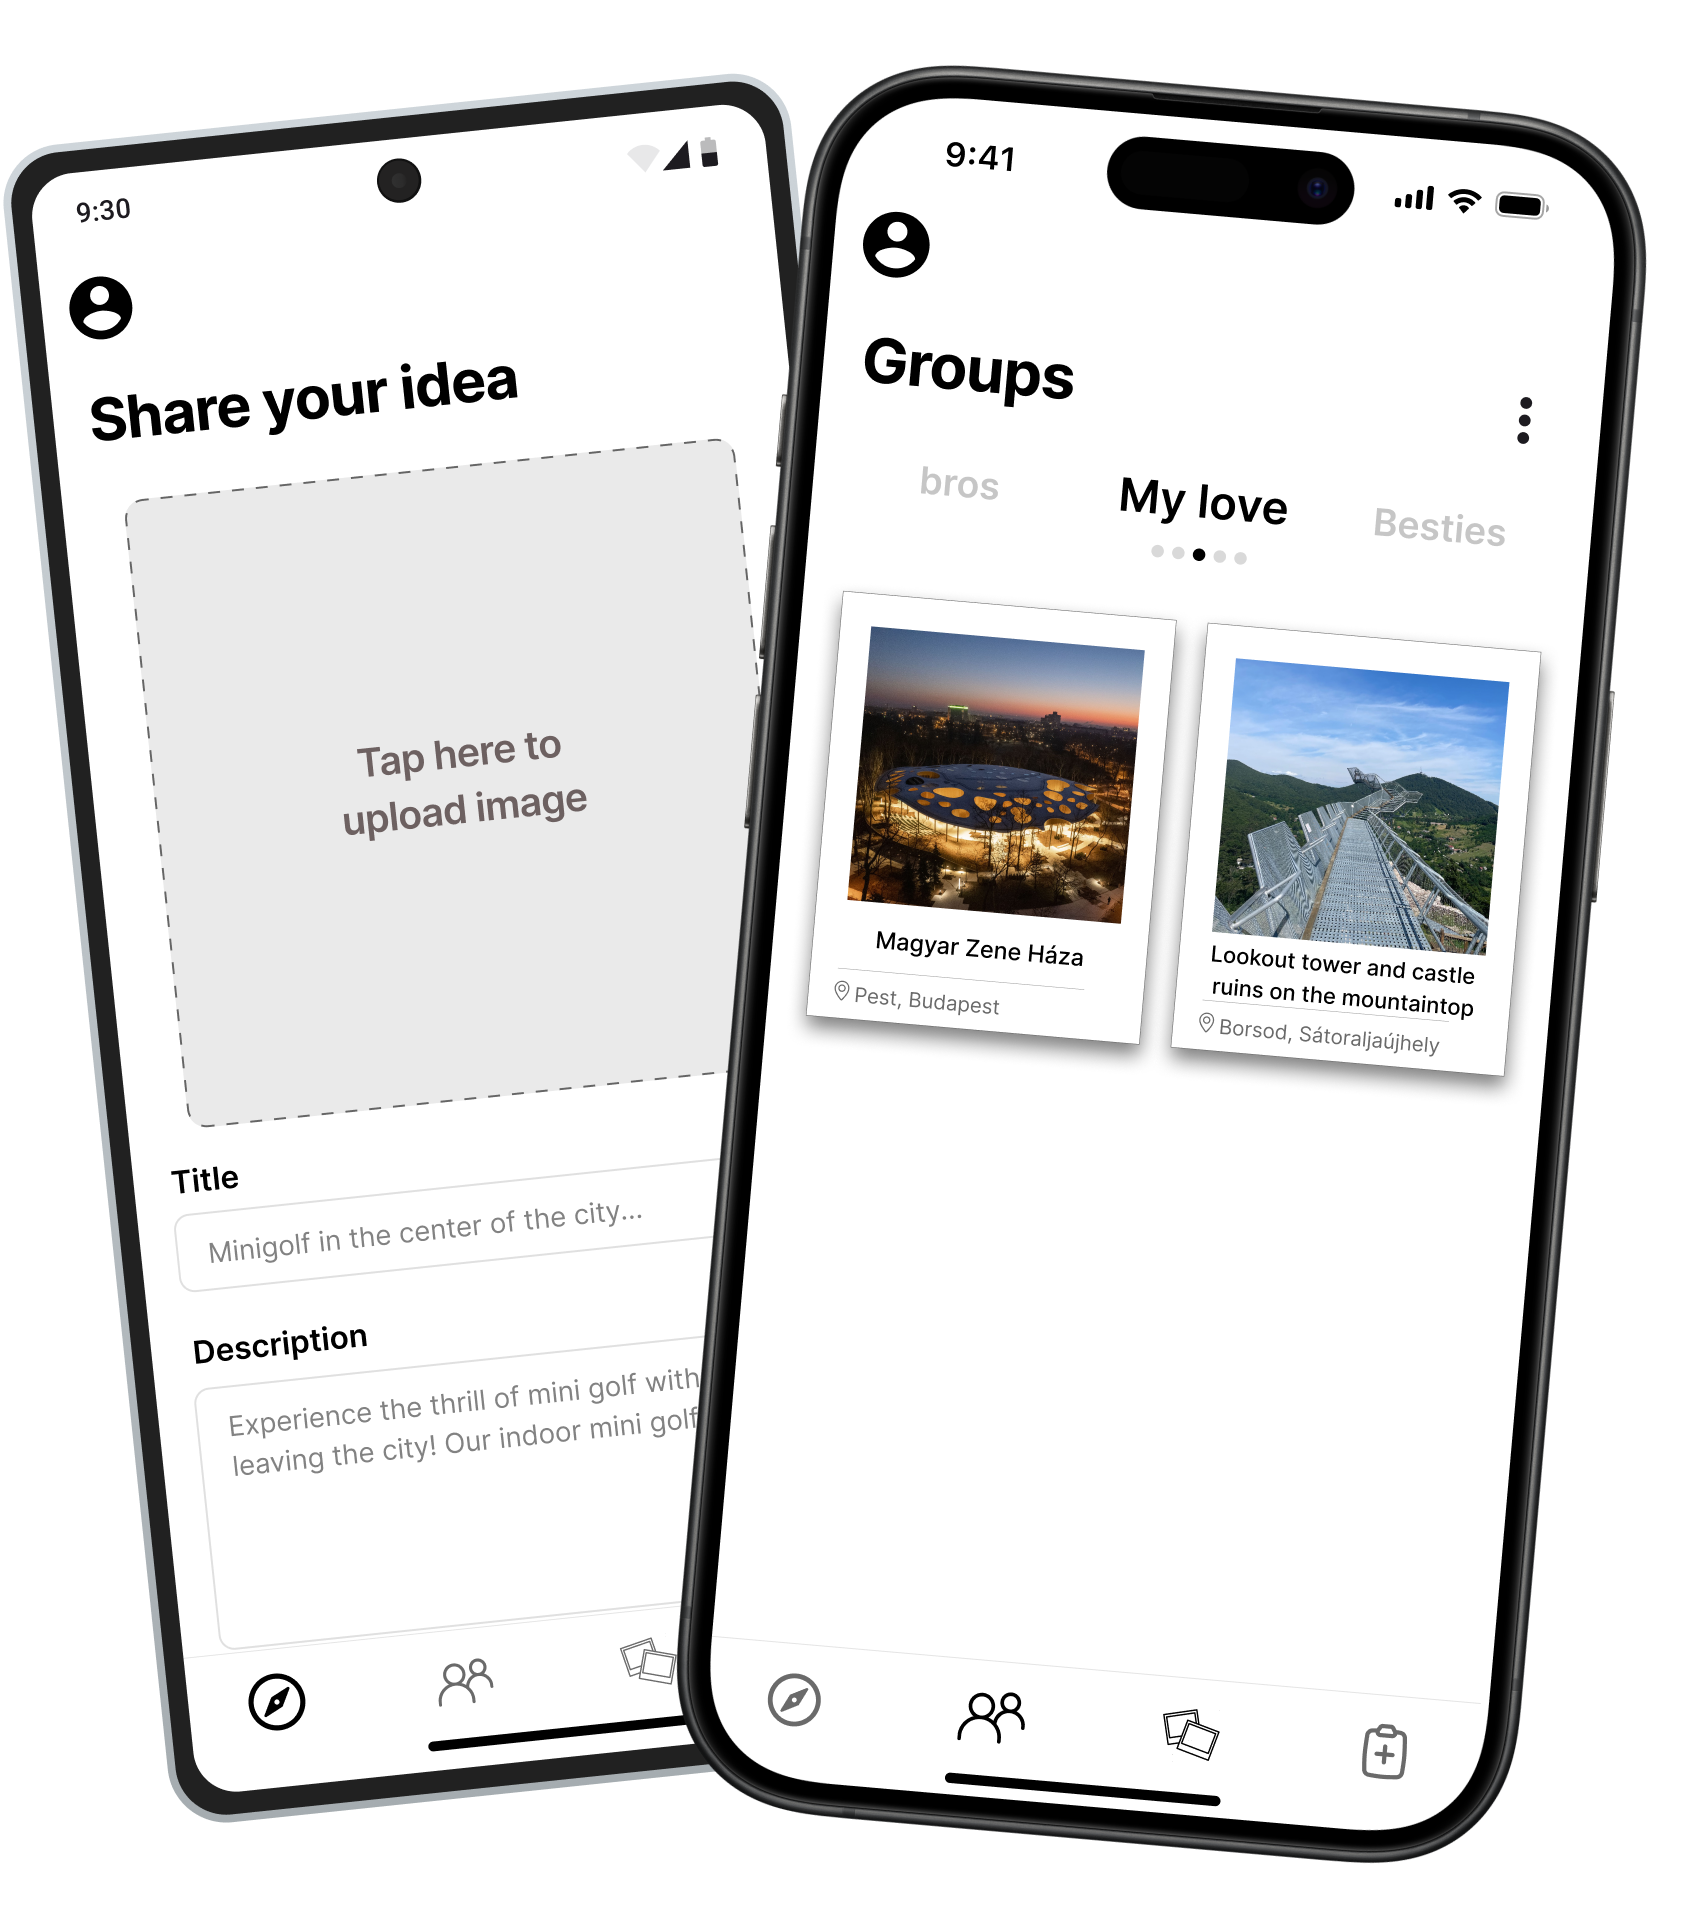 9:30
Share your idea
Tap here to
upload image
Title
Minigolf in the center of the city...
Description
Experience the thrill of mini golf with
leaving the city! Our indoor mini golf
9:41
Groups
bros
My love
Besties
Magyar Zene Háza
Pest, Budapest
Lookout tower and castle
ruins on the mountaintop
Borsod, Sátoraljaújhely